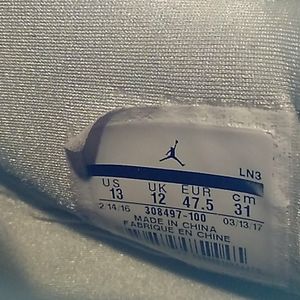 LN3
US UK EUR cm
13 12 47.5 31
2 14 16 308497-100 03 13 17
MADE IN CHINA
FABRIQUE EN CHINE